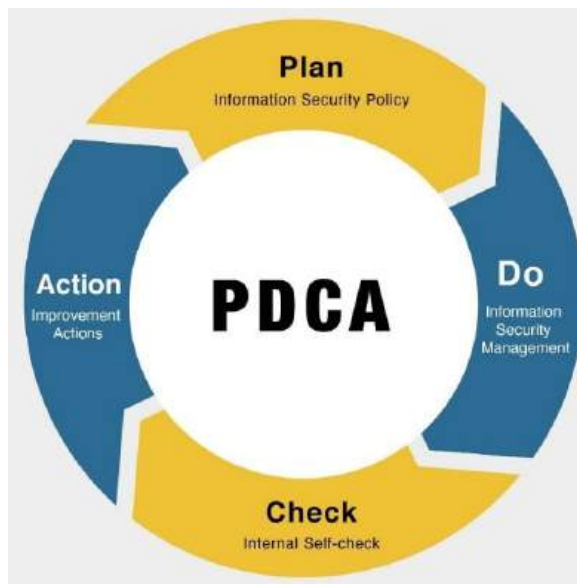 Plan
Information Security Policy
Do
Information
Security
Management
PDCA
Action
Improvement
Actions
Check
Internal Self-check